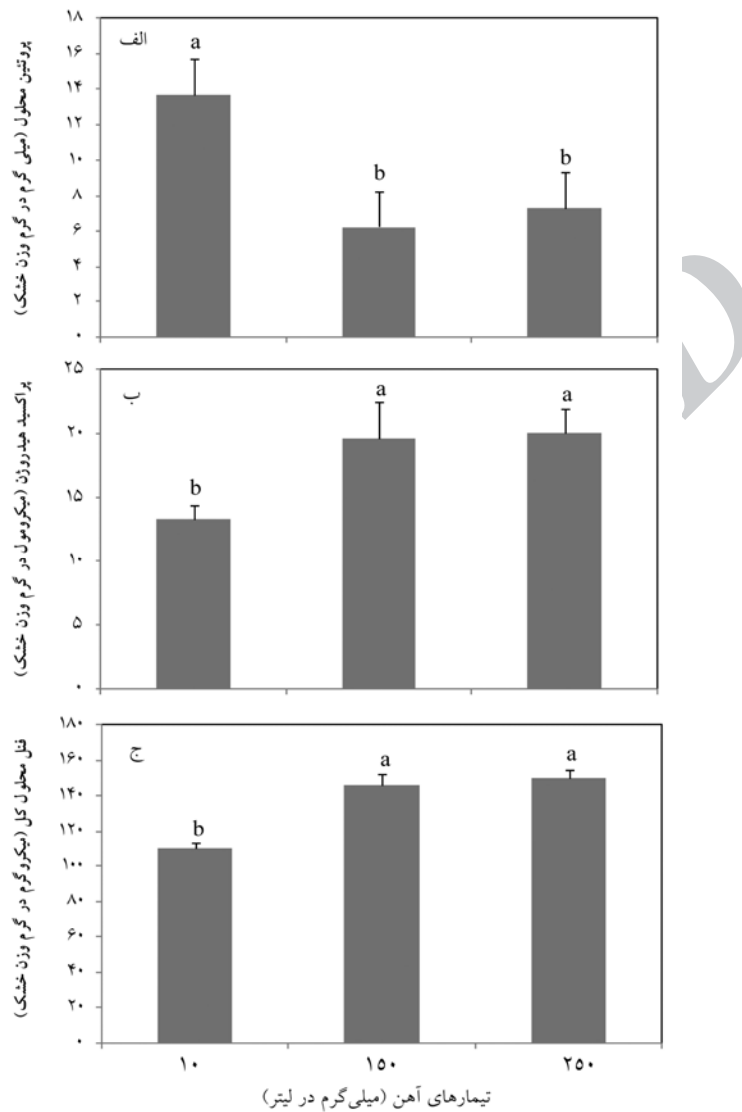 پروتئین محلول (میلی گرم در گرم وزن خشک)
۱۸
۱۶
۱۴
۱۲
۱۰
۸
۶
۴
۲
۰
الف
a
b
b
پراکسید هیدروژن (میکرومول در گرم وزن خشک)
۲۵
۲۰
۱۵
۱۰
۵
۰
ب
b
a
a
فنل محلول کل (میکروگرم در گرم وزن خشک)
۱۸۰
۱۶۰
۱۴۰
۱۲۰
۱۰۰
۸۰
۶۰
۴۰
۲۰
۰
ج
b
a
a
۱۰ ۱۵۰ ۲۵۰
تیمارهای آهن (میلی‌گرم در لیتر)